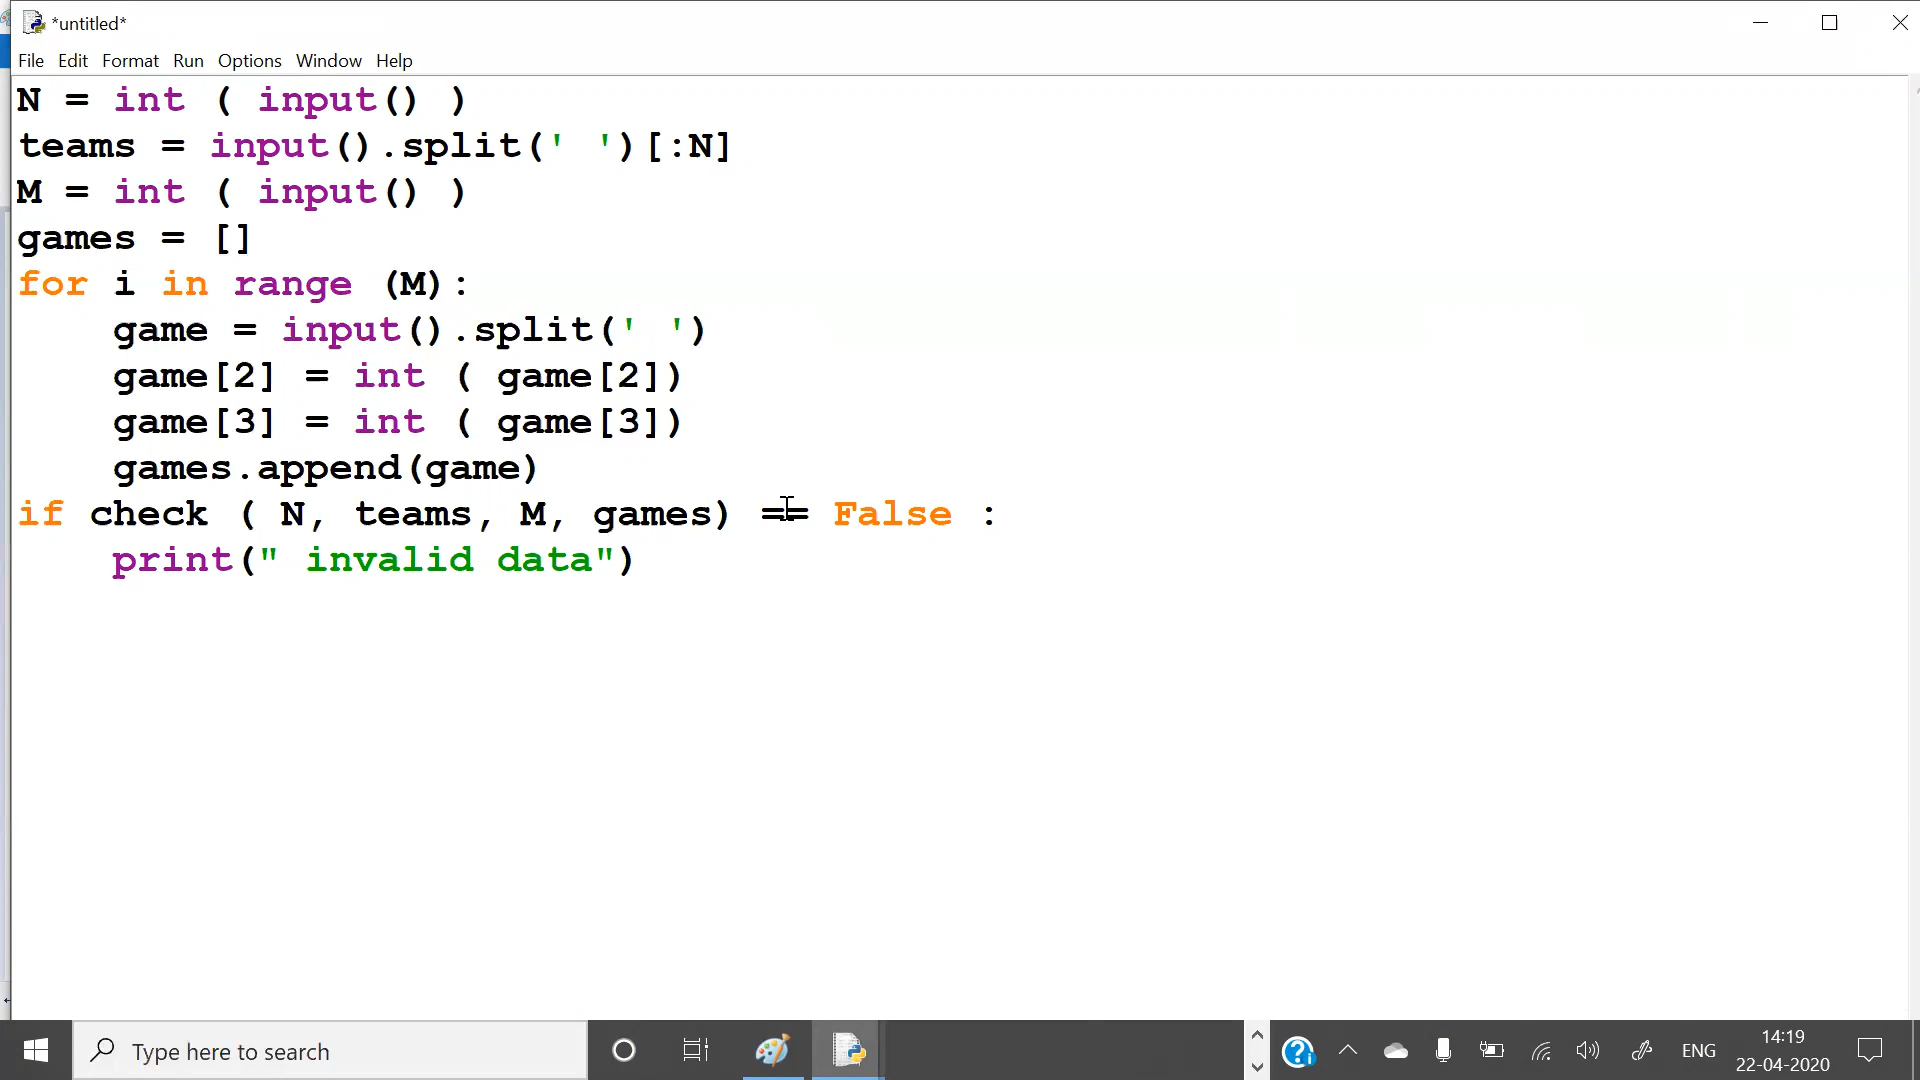 *untitled*
File Edit Format Run Options Window Help
N = int ( input() )
teams = input().split(' ')[:N]
M = int ( input() )
games = []
for i in range (M):
    game = input().split(' ')
    game[2] = int ( game[2])
    game[3] = int ( game[3])
    games.append(game)
if check ( N, teams, M, games) == False :
    print(" invalid data")
Type here to search
ENG
14:19
22-04-2020